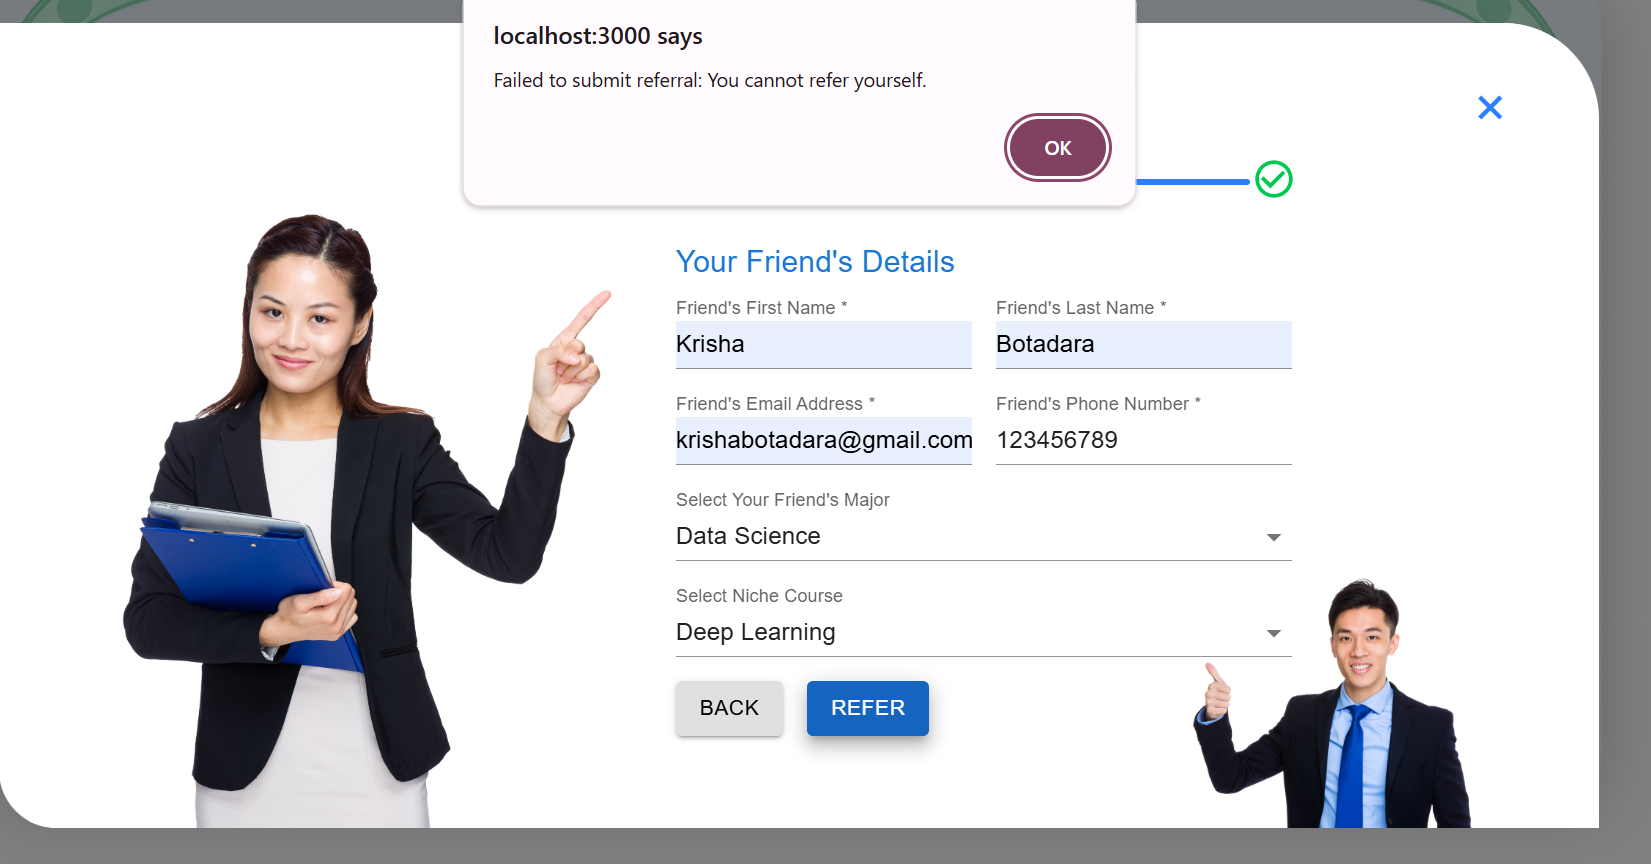 localhost:3000 says
Failed to submit referral: You cannot refer yourself.
OK
Your Friend's Details
Friend's First Name *
Friend's Last Name *
Krisha
Botadara
Friend's Email Address *
Friend's Phone Number *
krishabotadara@gmail.com
123456789
Select Your Friend's Major
Data Science
Select Niche Course
Deep Learning
BACK
REFER